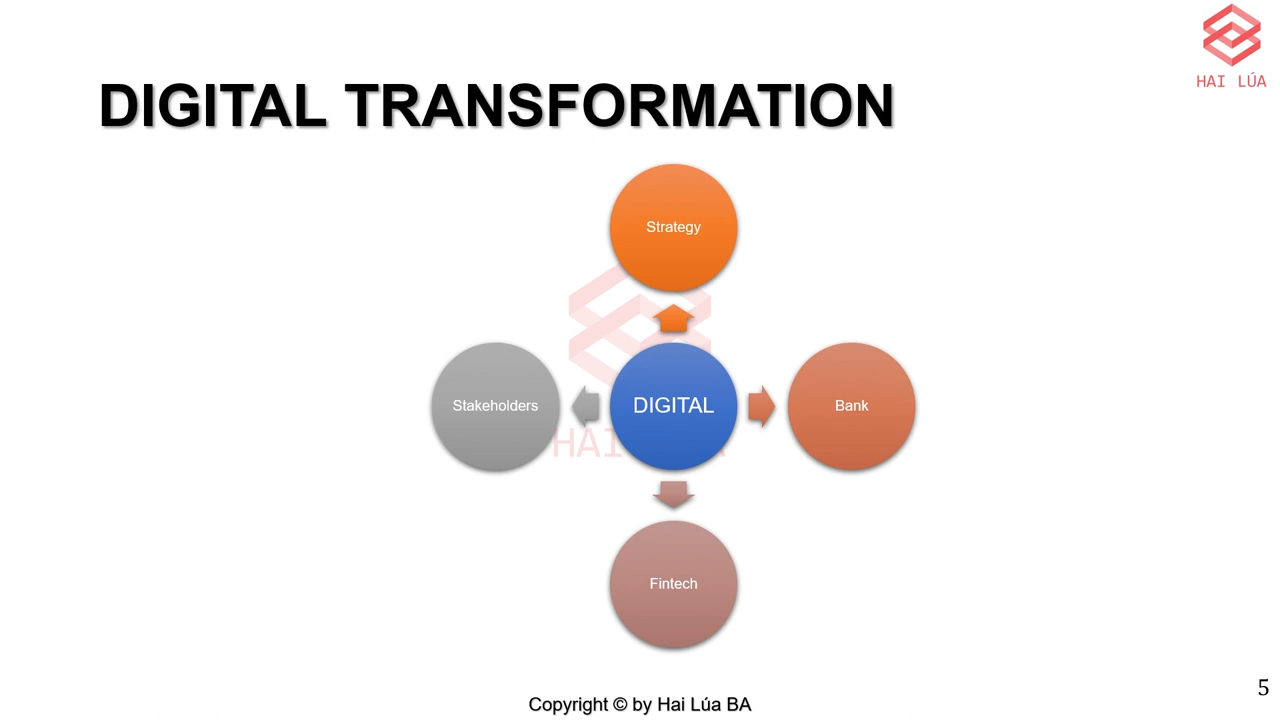 HAI LÚA
DIGITAL TRANSFORMATION
Strategy
Stakeholders
DIGITAL
Bank
Fintech
Copyright © by Hai Lúa BA
5